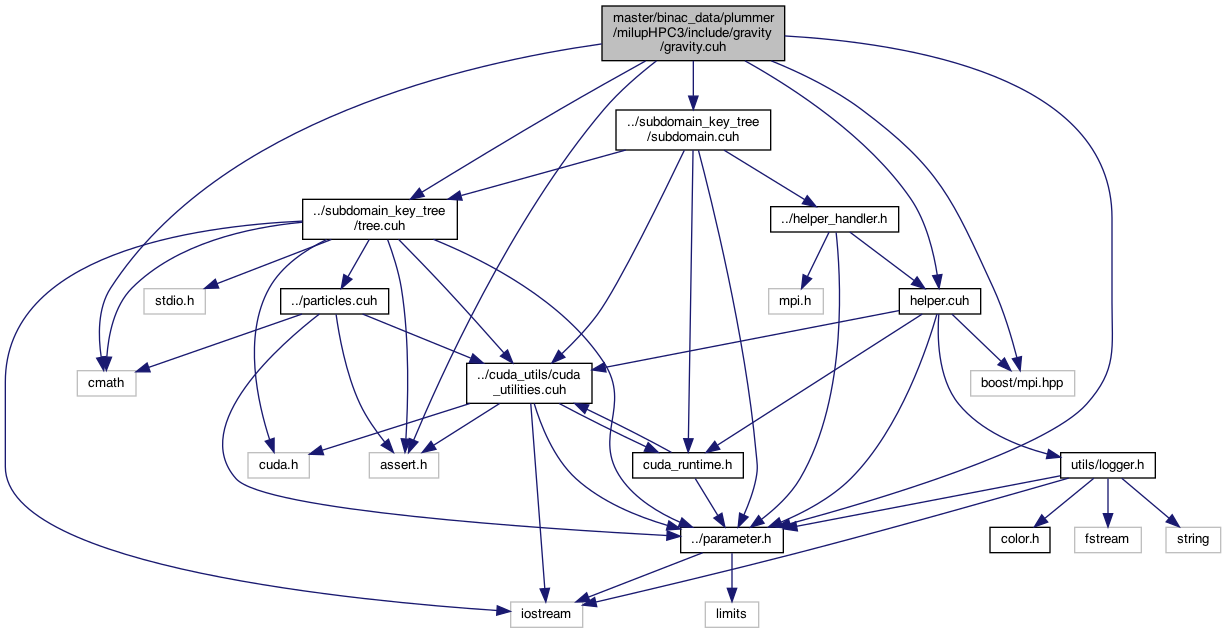 master/binac_data/plummer
/milupHPC3/include/gravity
/gravity.cuh
../subdomain_key_tree
/subdomain.cuh
../subdomain_key_tree
/tree.cuh
../helper_handler.h
stdio.h
../particles.cuh
mpi.h
helper.cuh
cmath
../cuda_utils/cuda
_utilities.cuh
boost/mpi.hpp
cuda.h
assert.h
cuda_runtime.h
utils/logger.h
../parameter.h
color.h
fstream
string
iostream
limits